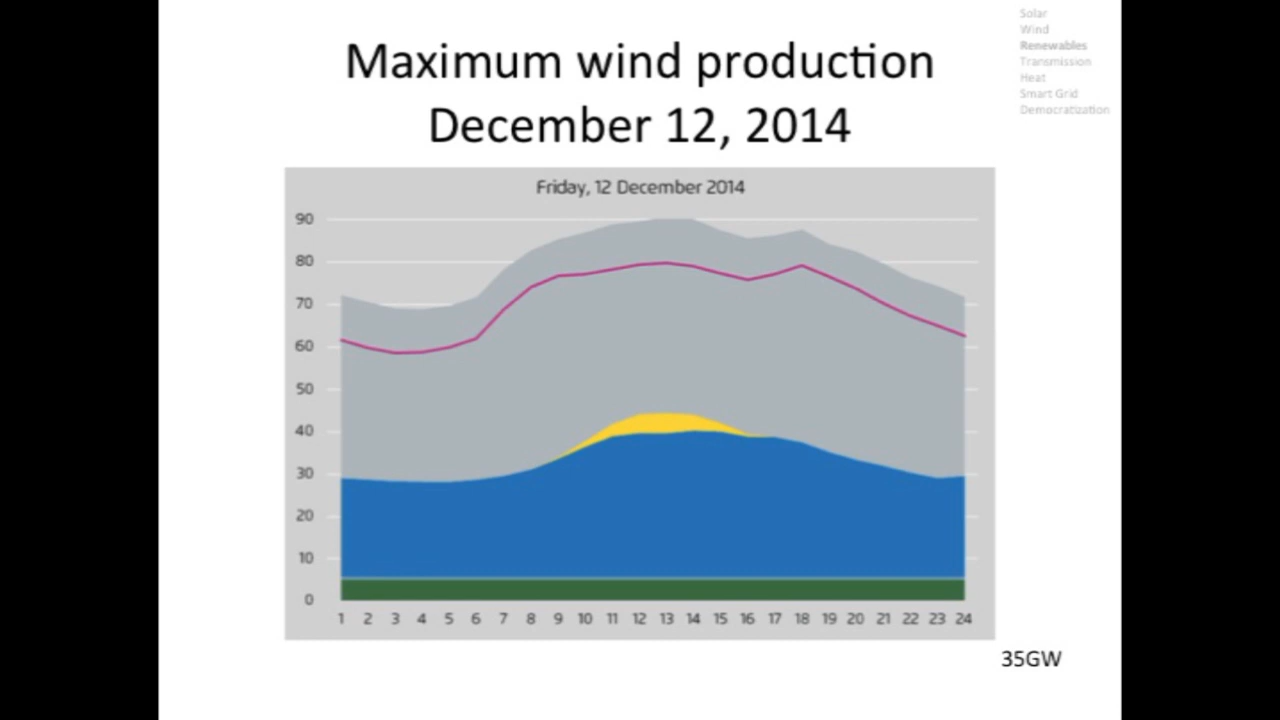 Solar
Wind
Renewables
Transmission
Heat
Smart Grid
Democratization
Maximum wind production
December 12, 2014
Friday, 12 December 2014
90
80
70
60
50
40
30
20
10
0
1 2 3 4 5 6 7 8 9 10 11 12 13 14 15 16 17 18 19 20 21 22 23 24
35GW